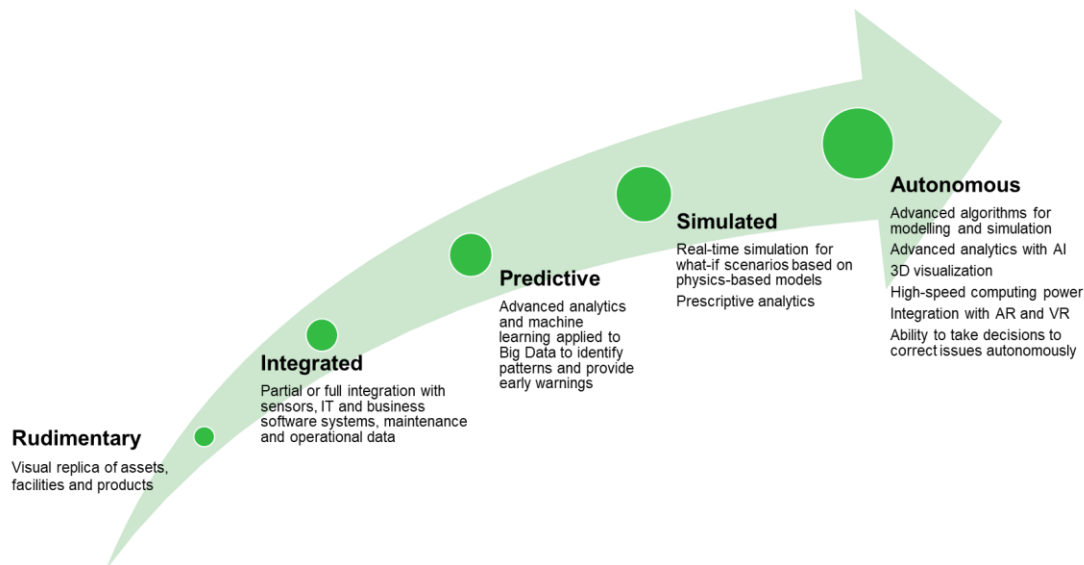 Rudimentary
Visual replica of assets,
facilities and products
Integrated
Partial or full integration with
sensors, IT and business
software systems, maintenance
and operational data
Predictive
Advanced analytics
and machine
learning applied to
Big Data to identify
patterns and provide
early warnings
Simulated
Real-time simulation for
what-if scenarios based on
physics-based models
Prescriptive analytics
Autonomous
Advanced algorithms for
modelling and simulation
Advanced analytics with AI
3D visualization
High-speed computing power
Integration with AR and VR
Ability to take decisions to
correct issues autonomously